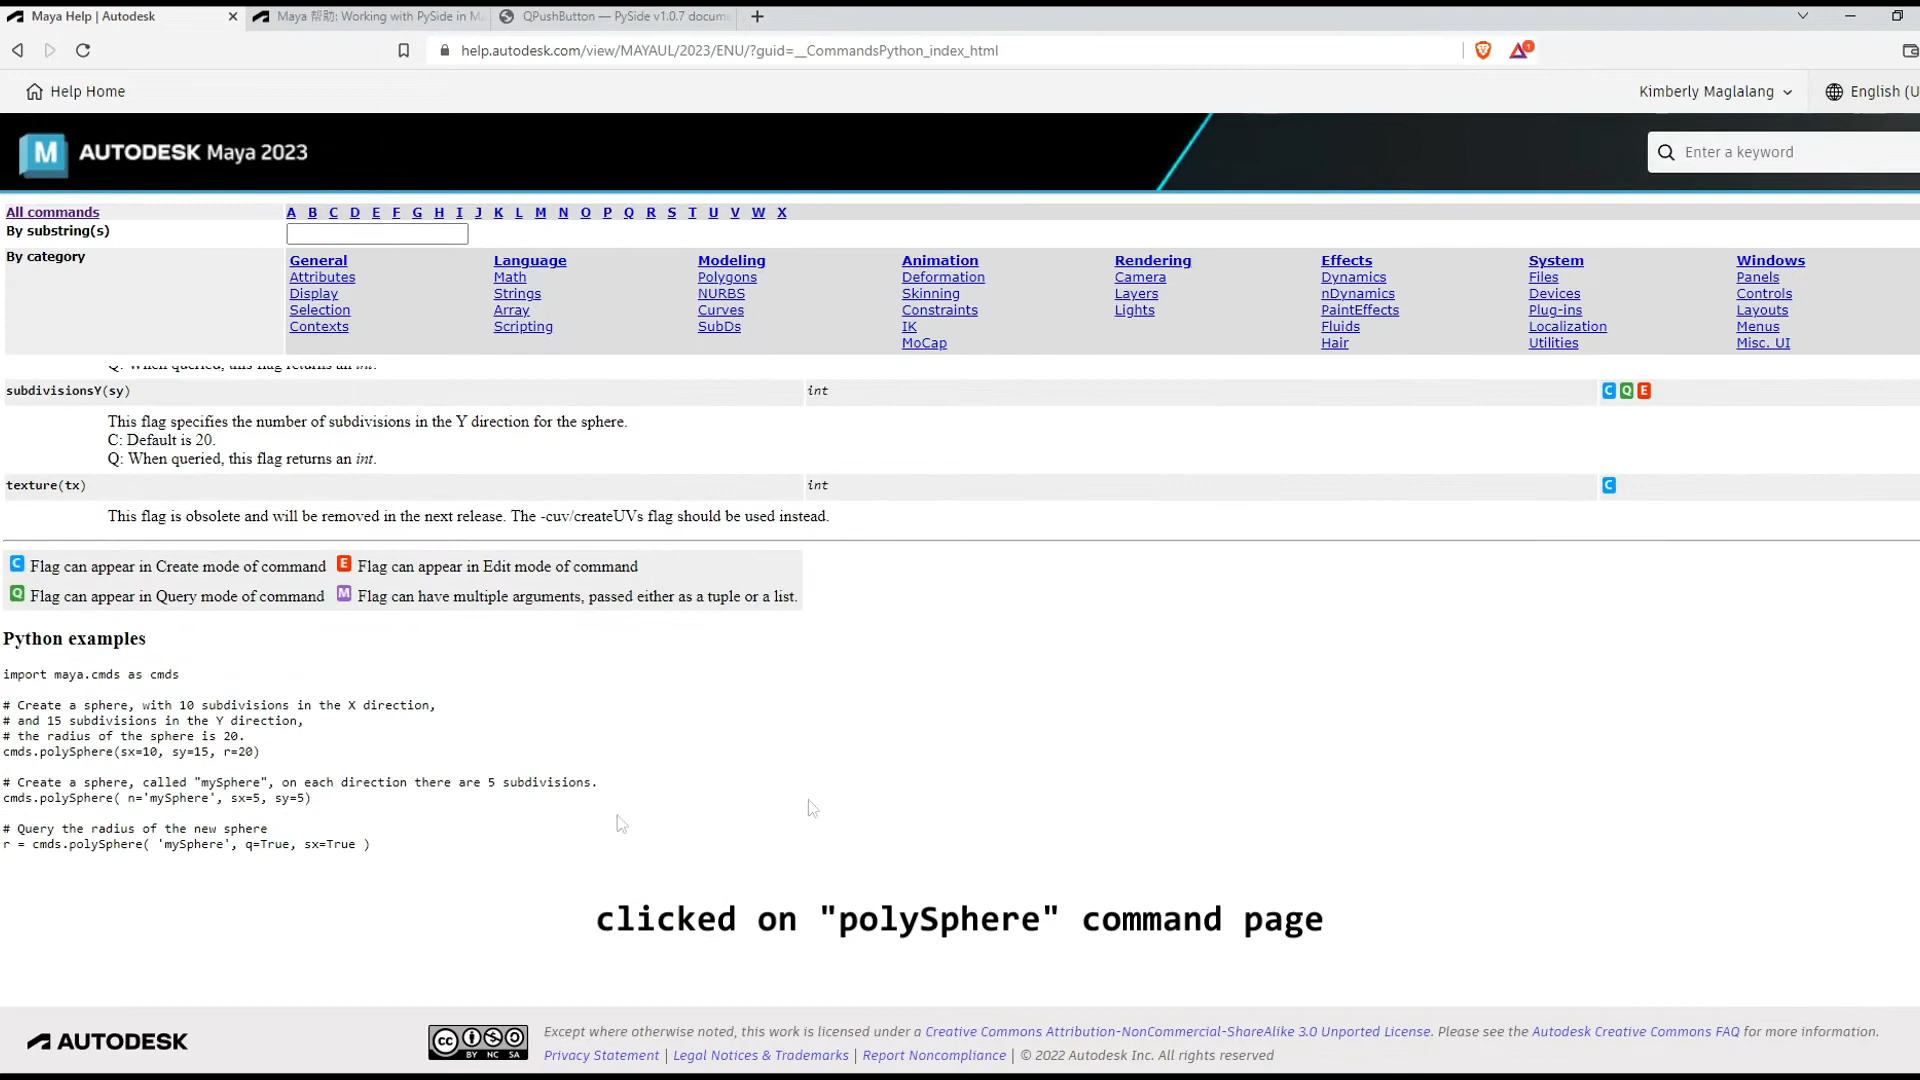 Maya Help | Autodesk
Maya 帮助: Working with PySide in Ma
QPushButton — PySide v1.0.7 docum
help.autodesk.com/view/MAYAUL/2023/ENU/?guid=__CommandsPython_index_html
1
Help Home
Kimberly Maglalang
English (U
M AUTODESK Maya 2023
Enter a keyword
All commands
A B C D E F G H I J K L M N O P Q R S T U V W X
By substring(s)
By category
General Language Modeling Animation Rendering Effects System Windows
Attributes Math Polygons Deformation Camera Dynamics Files Panels
Display Strings NURBS Skinning Layers nDynamics Devices Controls
Selection Array Curves Constraints Lights PaintEffects Plug-ins Layouts
Contexts Scripting SubDs IK Fluids Localization Menus
MoCap Hair Utilities Misc. UI
Q: When queried, this flag returns an int.
subdivisionsY(sy) int C Q E
This flag specifies the number of subdivisions in the Y direction for the sphere.
C: Default is 20.
Q: When queried, this flag returns an int.
texture(tx) int C
This flag is obsolete and will be removed in the next release. The -cuv/createUVs flag should be used instead.
C Flag can appear in Create mode of command E Flag can appear in Edit mode of command
Q Flag can appear in Query mode of command M Flag can have multiple arguments, passed either as a tuple or a list.
Python examples
import maya.cmds as cmds
# Create a sphere, with 10 subdivisions in the X direction,
# and 15 subdivisions in the Y direction,
# the radius of the sphere is 20.
cmds.polySphere(sx=10, sy=15, r=20)
# Create a sphere, called "mySphere", on each direction there are 5 subdivisions.
cmds.polySphere( n='mySphere', sx=5, sy=5)
# Query the radius of the new sphere
r = cmds.polySphere( 'mySphere', q=True, sx=True )
clicked on "polySphere" command page
AUTODESK
cc BY NC SA
Except where otherwise noted, this work is licensed under a Creative Commons Attribution-NonCommercial-ShareAlike 3.0 Unported License. Please see the Autodesk Creative Commons FAQ for more information.
Privacy Statement | Legal Notices & Trademarks | Report Noncompliance | © 2022 Autodesk Inc. All rights reserved